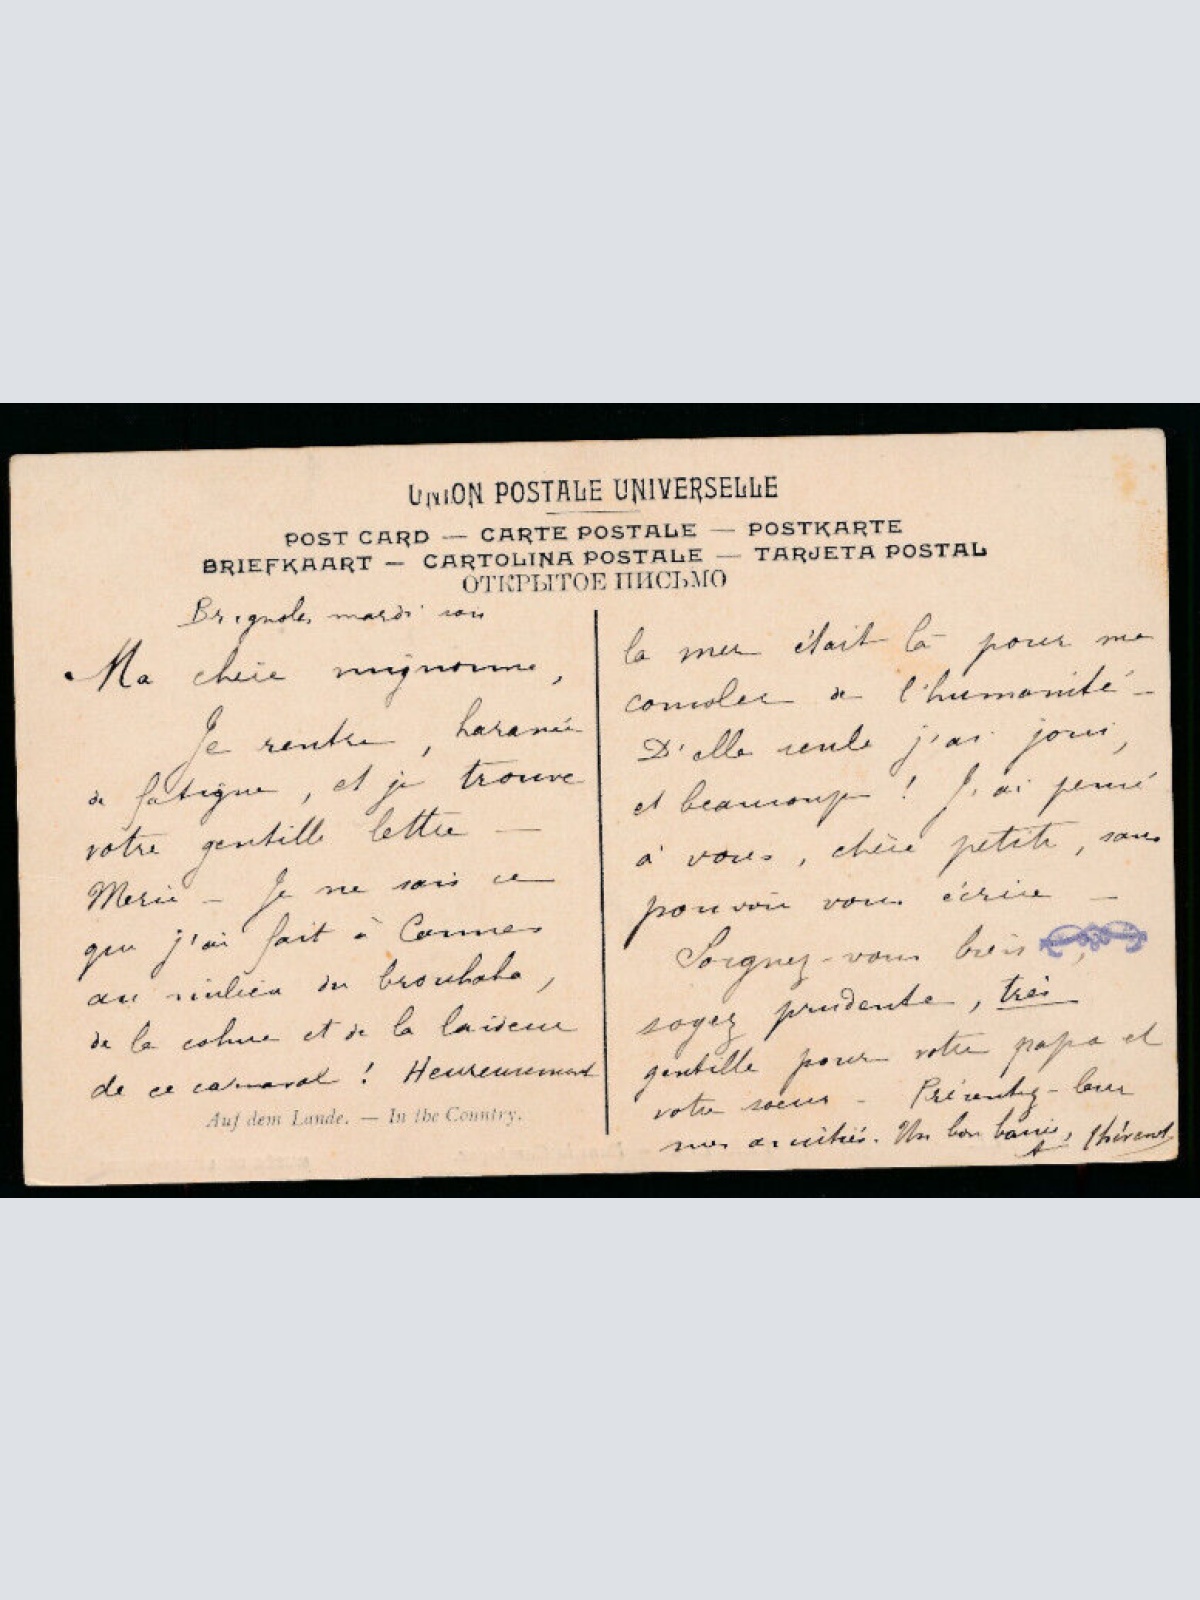 UNION POSTALE UNIVERSELLE
POST CARD — CARTE POSTALE — POSTKARTE
BRIEFKAART — CARTOLINA POSTALE — TARJETA POSTAL
ОТКРЫТОЕ ПИСЬМО
Brignoles mardi soir
Ma chère mignonne,
Je rentre, harassée
de fatigue, et je trouve
votre gentille lettre —
Merci — Je ne sais ce
que j'ai fait à Cannes
au milieu du brouhaha,
de la cohue et de la laideur
de ce carnaval ! Heureusement
Auf dem Lande. — In the Country.
la mer était là pour me
consoler de l'humanité —
D'elle seule j'ai joui,
et beaucoup ! J'ai pensé
à vous, chère petite, sans
pouvoir vous écrire —
Soignez-vous bien,
soyez prudente, très
gentille pour votre papa et
votre soeur — Présentez-leur
mes amitiés. Un bon baiser,